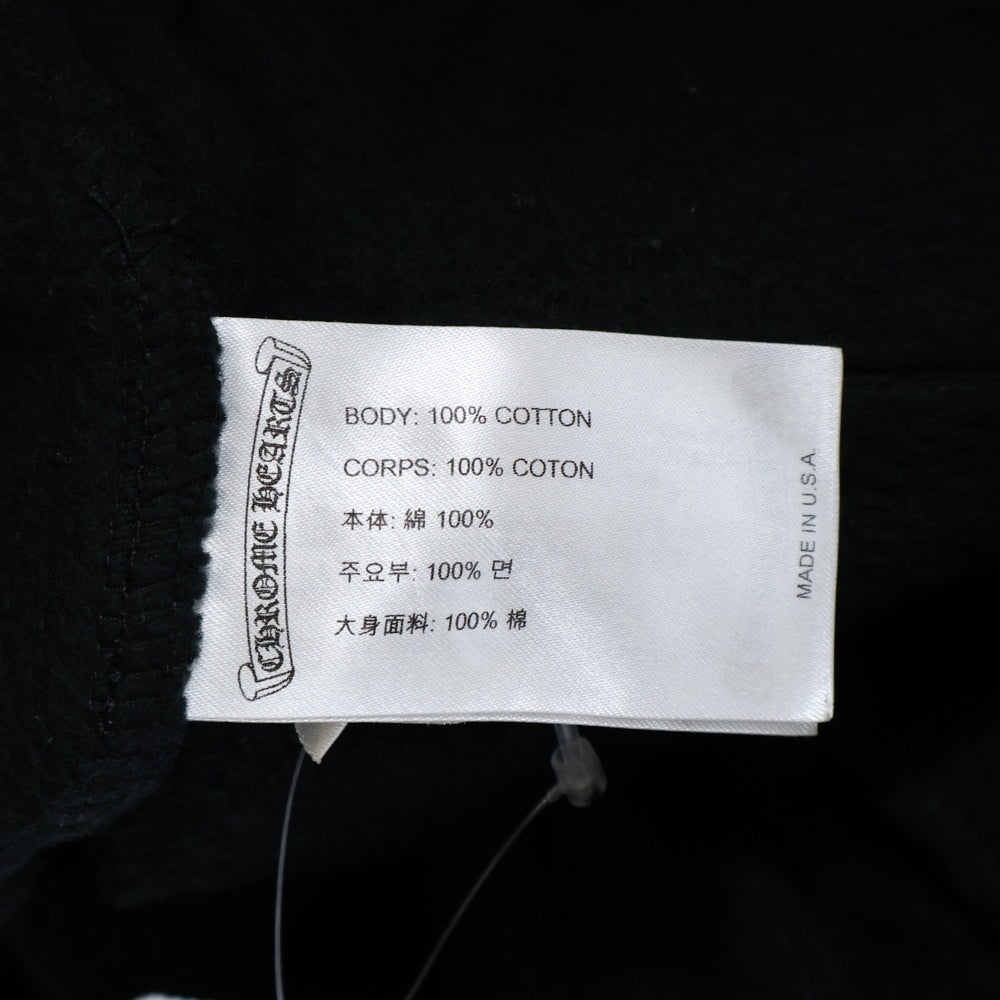 CHROME HEARTS
BODY: 100% COTTON
CORPS: 100% COTON
本体: 綿 100%
주요부: 100% 면
大身面料: 100% 棉
MADE IN U.S.A.